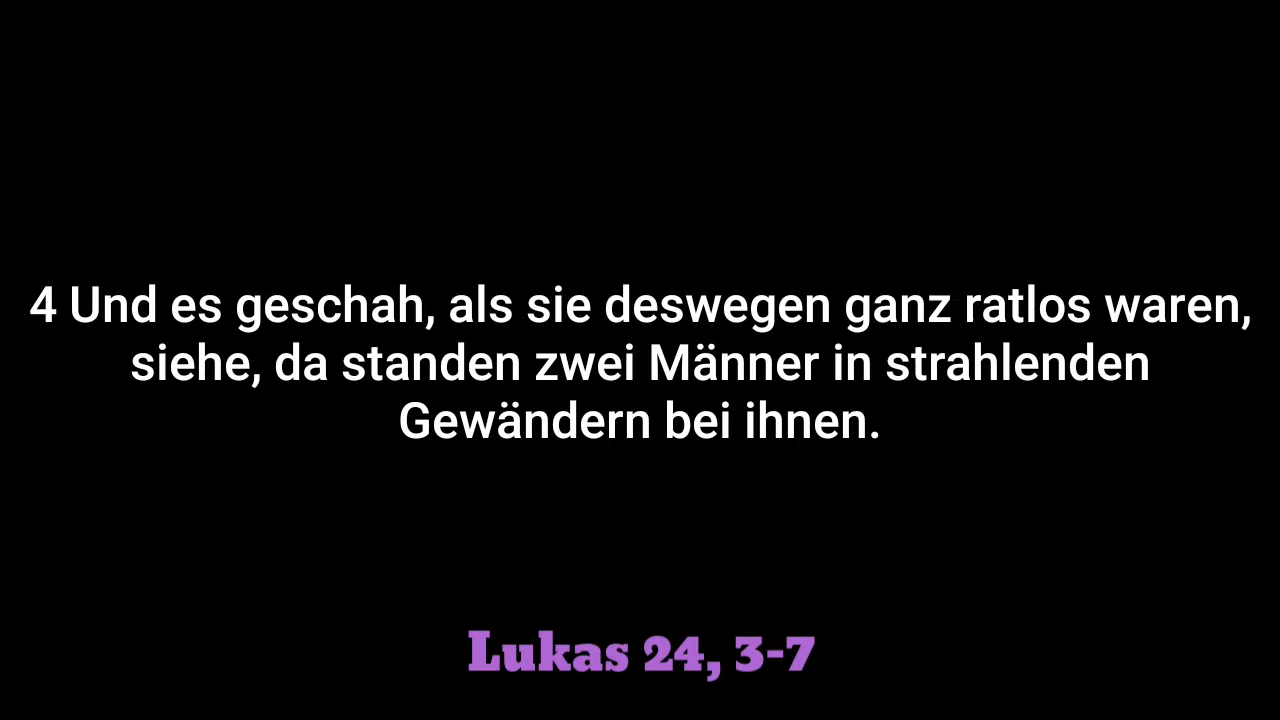 4 Und es geschah, als sie deswegen ganz ratlos waren,
siehe, da standen zwei Männer in strahlenden
Gewändern bei ihnen.
Lukas 24, 3-7